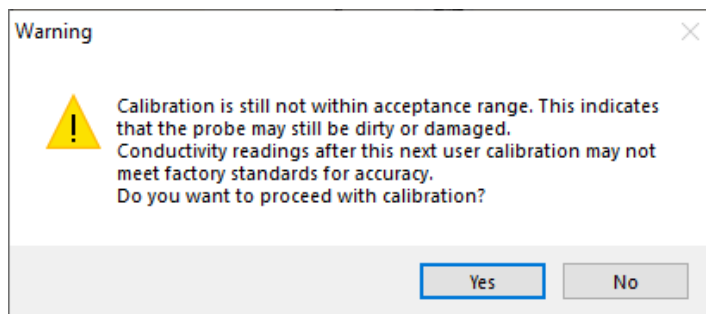 Warning
Calibration is still not within acceptance range. This indicates
that the probe may still be dirty or damaged.
Conductivity readings after this next user calibration may not
meet factory standards for accuracy.
Do you want to proceed with calibration?
Yes
No